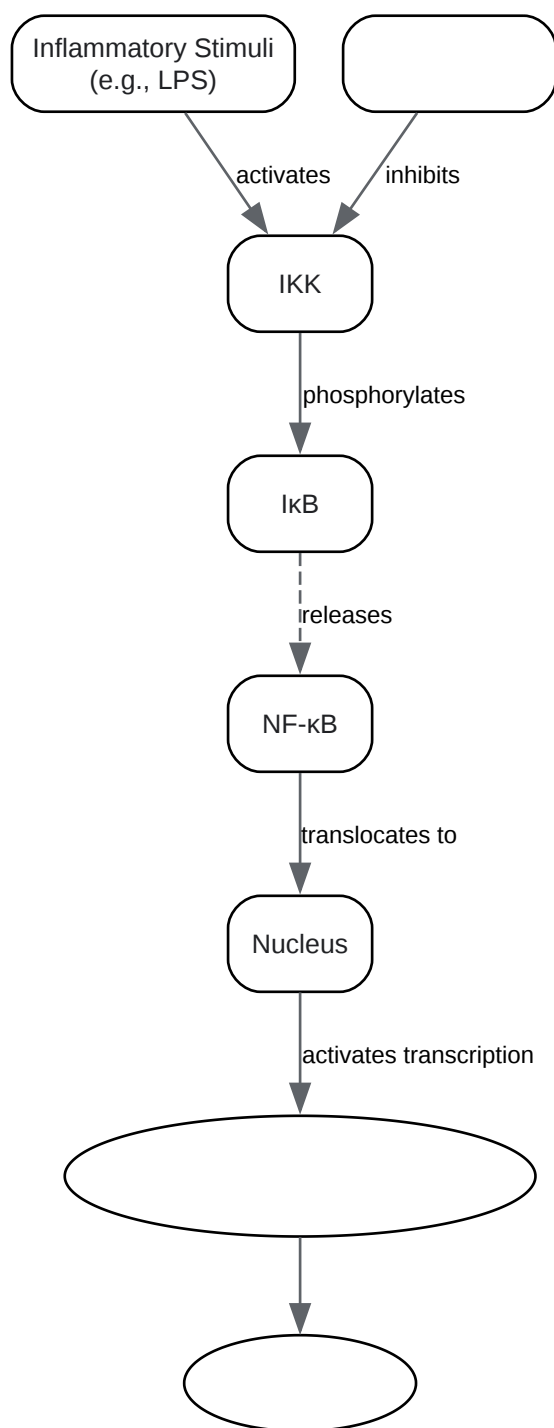 Inflammatory Stimuli
(e.g., LPS)
activates
inhibits
IKK
phosphorylates
IκB
releases
NF-κB
translocates to
Nucleus
activates transcription